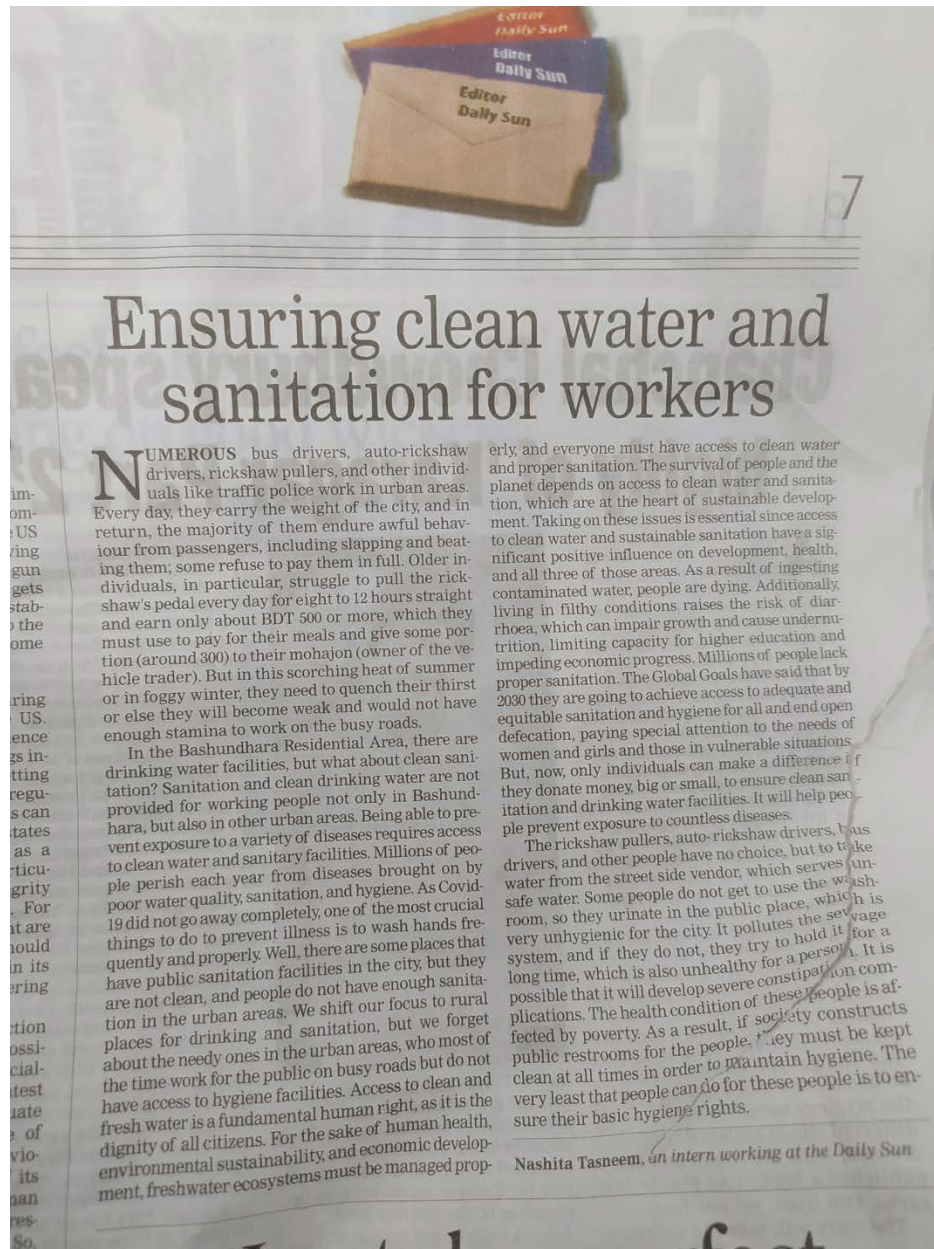 Editor
Daily Sun
Editor
Daily Sun
Editor
Daily Sun
7
Ensuring clean water and
sanitation for workers
NUMEROUS bus drivers, auto-rickshaw
drivers, rickshaw pullers, and other individ-
uals like traffic police work in urban areas.
Every day, they carry the weight of the city, and in
return, the majority of them endure awful behav-
iour from passengers, including slapping and beat-
ing them; some refuse to pay them in full. Older in-
dividuals, in particular, struggle to pull the rick-
shaw's pedal every day for eight to 12 hours straight
and earn only about BDT 500 or more, which they
must use to pay for their meals and give some por-
tion (around 300) to their mohajon (owner of the ve-
hicle trader). But in this scorching heat of summer
or in foggy winter, they need to quench their thirst
or else they will become weak and would not have
enough stamina to work on the busy roads.
In the Bashundhara Residential Area, there are
drinking water facilities, but what about clean sani-
tation? Sanitation and clean drinking water are not
provided for working people not only in Bashund-
hara, but also in other urban areas. Being able to pre-
vent exposure to a variety of diseases requires access
to clean water and sanitary facilities. Millions of peo-
ple perish each year from diseases brought on by
poor water quality, sanitation, and hygiene. As Covid-
19 did not go away completely, one of the most crucial
things to do to prevent illness is to wash hands fre-
quently and properly. Well, there are some places that
have public sanitation facilities in the city, but they
are not clean, and people do not have enough sanita-
tion in the urban areas. We shift our focus to rural
places for drinking and sanitation, but we forget
about the needy ones in the urban areas, who most of
the time work for the public on busy roads but do not
have access to hygiene facilities. Access to clean and
fresh water is a fundamental human right, as it is the
dignity of all citizens. For the sake of human health,
environmental sustainability, and economic develop-
ment, freshwater ecosystems must be managed prop-
erly, and everyone must have access to clean water
and proper sanitation. The survival of people and the
planet depends on access to clean water and sanita-
tion, which are at the heart of sustainable develop-
ment. Taking on these issues is essential since access
to clean water and sustainable sanitation have a sig-
nificant positive influence on development, health,
and all three of those areas. As a result of ingesting
contaminated water, people are dying. Additionally,
living in filthy conditions raises the risk of diar-
rhoea, which can impair growth and cause undernu-
trition, limiting capacity for higher education and
impeding economic progress. Millions of people lack
proper sanitation. The Global Goals have said that by
2030 they are going to achieve access to adequate and
equitable sanitation and hygiene for all and end open
defecation, paying special attention to the needs of
women and girls and those in vulnerable situations
But, now, only individuals can make a difference if
they donate money, big or small, to ensure clean san-
itation and drinking water facilities. It will help peo-
ple prevent exposure to countless diseases.
The rickshaw pullers, auto-rickshaw drivers, bus
drivers, and other people have no choice, but to take
water from the street side vendor, which serves un-
safe water. Some people do not get to use the wash-
room, so they urinate in the public place, which is
very unhygienic for the city. It pollutes the sewage
system, and if they do not, they try to hold it for a
long time, which is also unhealthy for a person. It is
possible that it will develop severe constipation com-
plications. The health condition of these people is af-
fected by poverty. As a result, if society constructs
public restrooms for the people, they must be kept
clean at all times in order to maintain hygiene. The
very least that people can do for these people is to en-
sure their basic hygiene rights.
Nashita Tasneem, an intern working at the Daily Sun